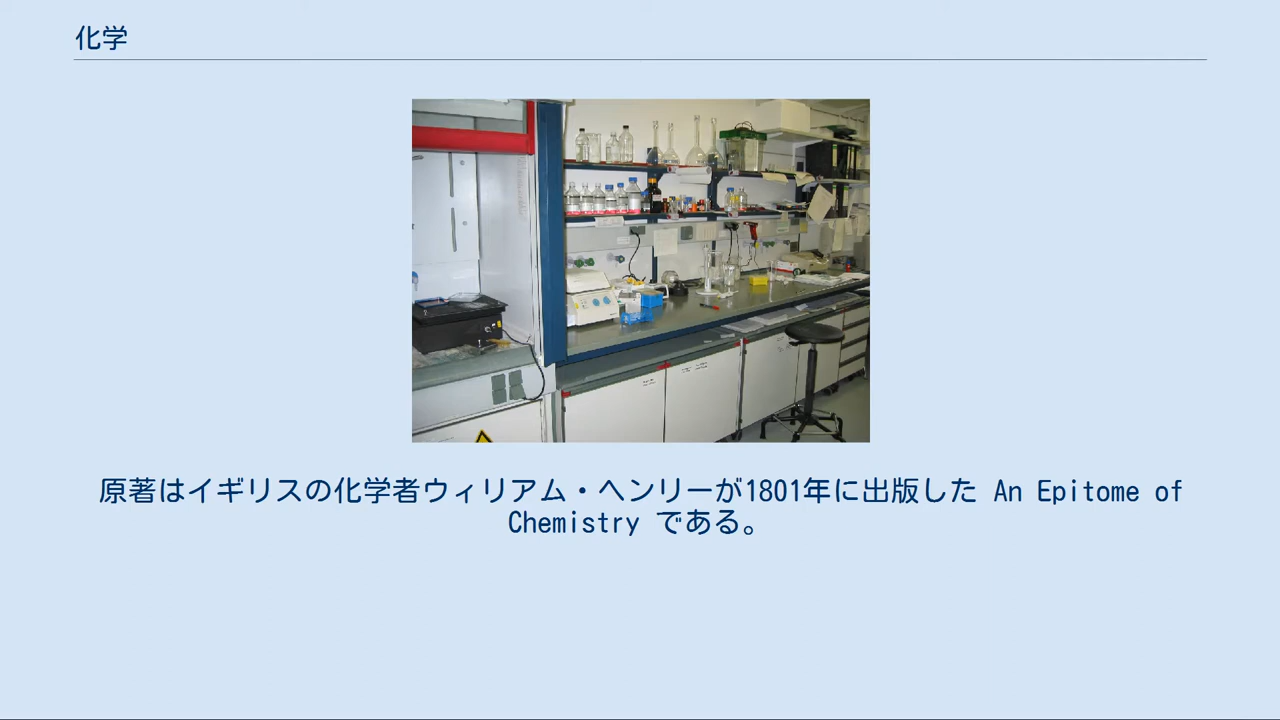 化学
原著はイギリスの化学者ウィリアム・ヘンリーが1801年に出版した An Epitome of
Chemistry である。